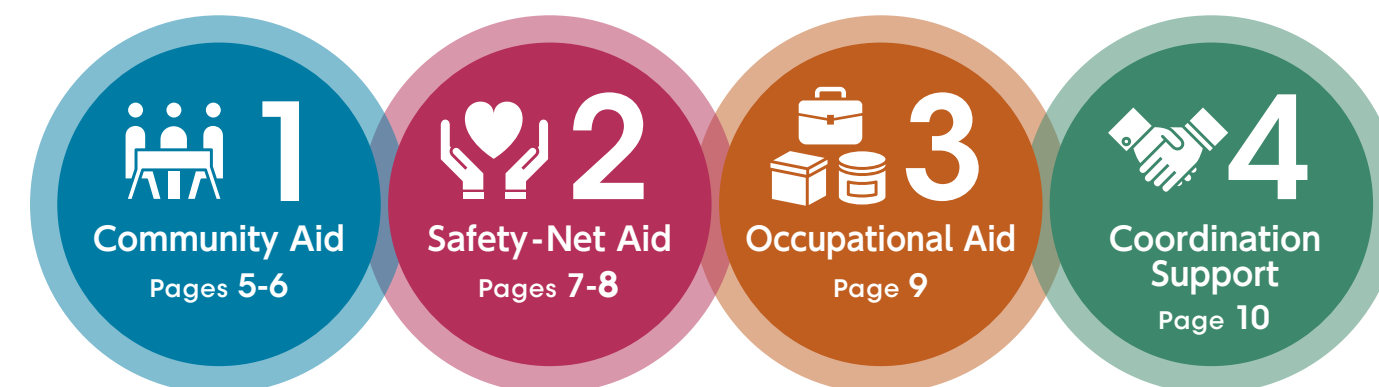 1
Community Aid
Pages 5-6
2
Safety-Net Aid
Pages 7-8
3
Occupational Aid
Page 9
4
Coordination
Support
Page 10